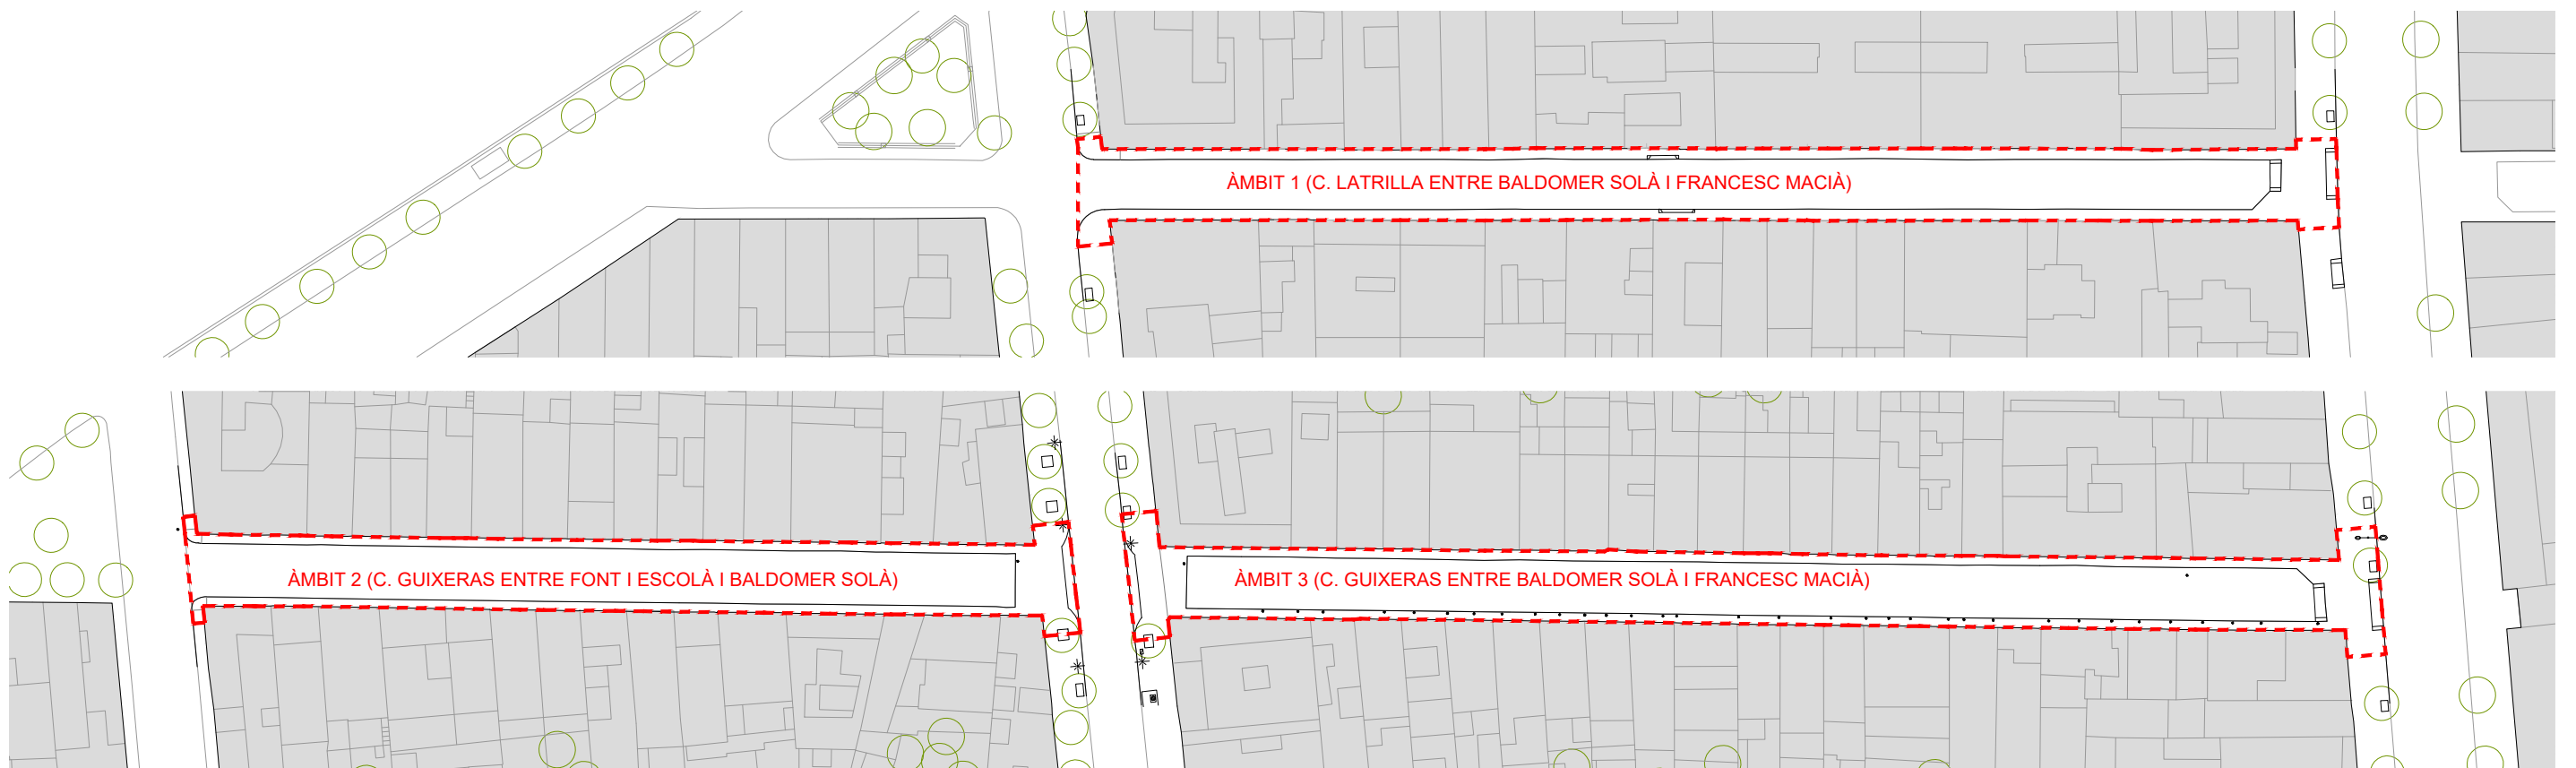 ÀMBIT 1 (C. LATRILLA ENTRE BALDOMER SOLÀ I FRANCESC MACIÀ)
ÀMBIT 2 (C. GUIXERAS ENTRE FONT I ESCOLÀ I BALDOMER SOLÀ)
ÀMBIT 3 (C. GUIXERAS ENTRE BALDOMER SOLÀ I FRANCESC MACIÀ)